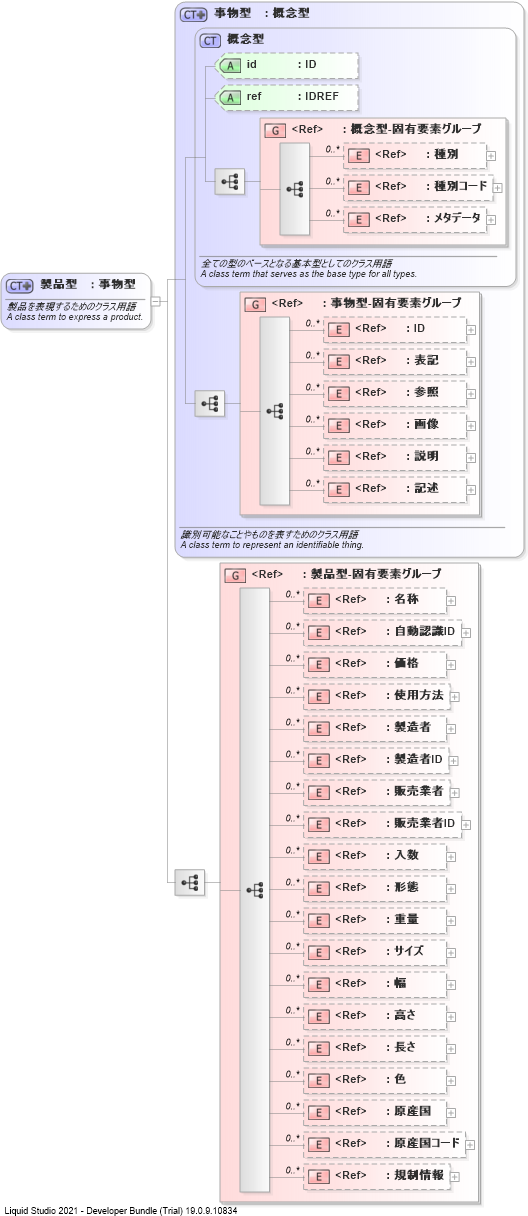 CT 事物型 : 概念型
CT 概念型
A id : ID
A ref : IDREF
G <Ref> : 概念型-固有要素グループ
0..* E <Ref> : 種別
0..* E <Ref> : 種別コード
0..* E <Ref> : メタデータ
全ての型のベースとなる基本型としてのクラス用語
A class term that serves as the base type for all types.
CT 製品型 : 事物型
製品を表現するためのクラス用語
A class term to express a product.
G <Ref> : 事物型-固有要素グループ
0..* E <Ref> : ID
0..* E <Ref> : 表記
0..* E <Ref> : 参照
0..* E <Ref> : 画像
0..* E <Ref> : 説明
0..* E <Ref> : 記述
識別可能なことやものを表すためのクラス用語
A class term to represent an identifiable thing.
G <Ref> : 製品型-固有要素グループ
0..* E <Ref> : 名称
0..* E <Ref> : 自動認識ID
0..* E <Ref> : 価格
0..* E <Ref> : 使用方法
0..* E <Ref> : 製造者
0..* E <Ref> : 製造者ID
0..* E <Ref> : 販売業者
0..* E <Ref> : 販売業者ID
0..* E <Ref> : 入数
0..* E <Ref> : 形態
0..* E <Ref> : 重量
0..* E <Ref> : サイズ
0..* E <Ref> : 幅
0..* E <Ref> : 高さ
0..* E <Ref> : 長さ
0..* E <Ref> : 色
0..* E <Ref> : 原産国
0..* E <Ref> : 原産国コード
0..* E <Ref> : 規制情報
Liquid Studio 2021 - Developer Bundle (Trial) 19.0.9.10834